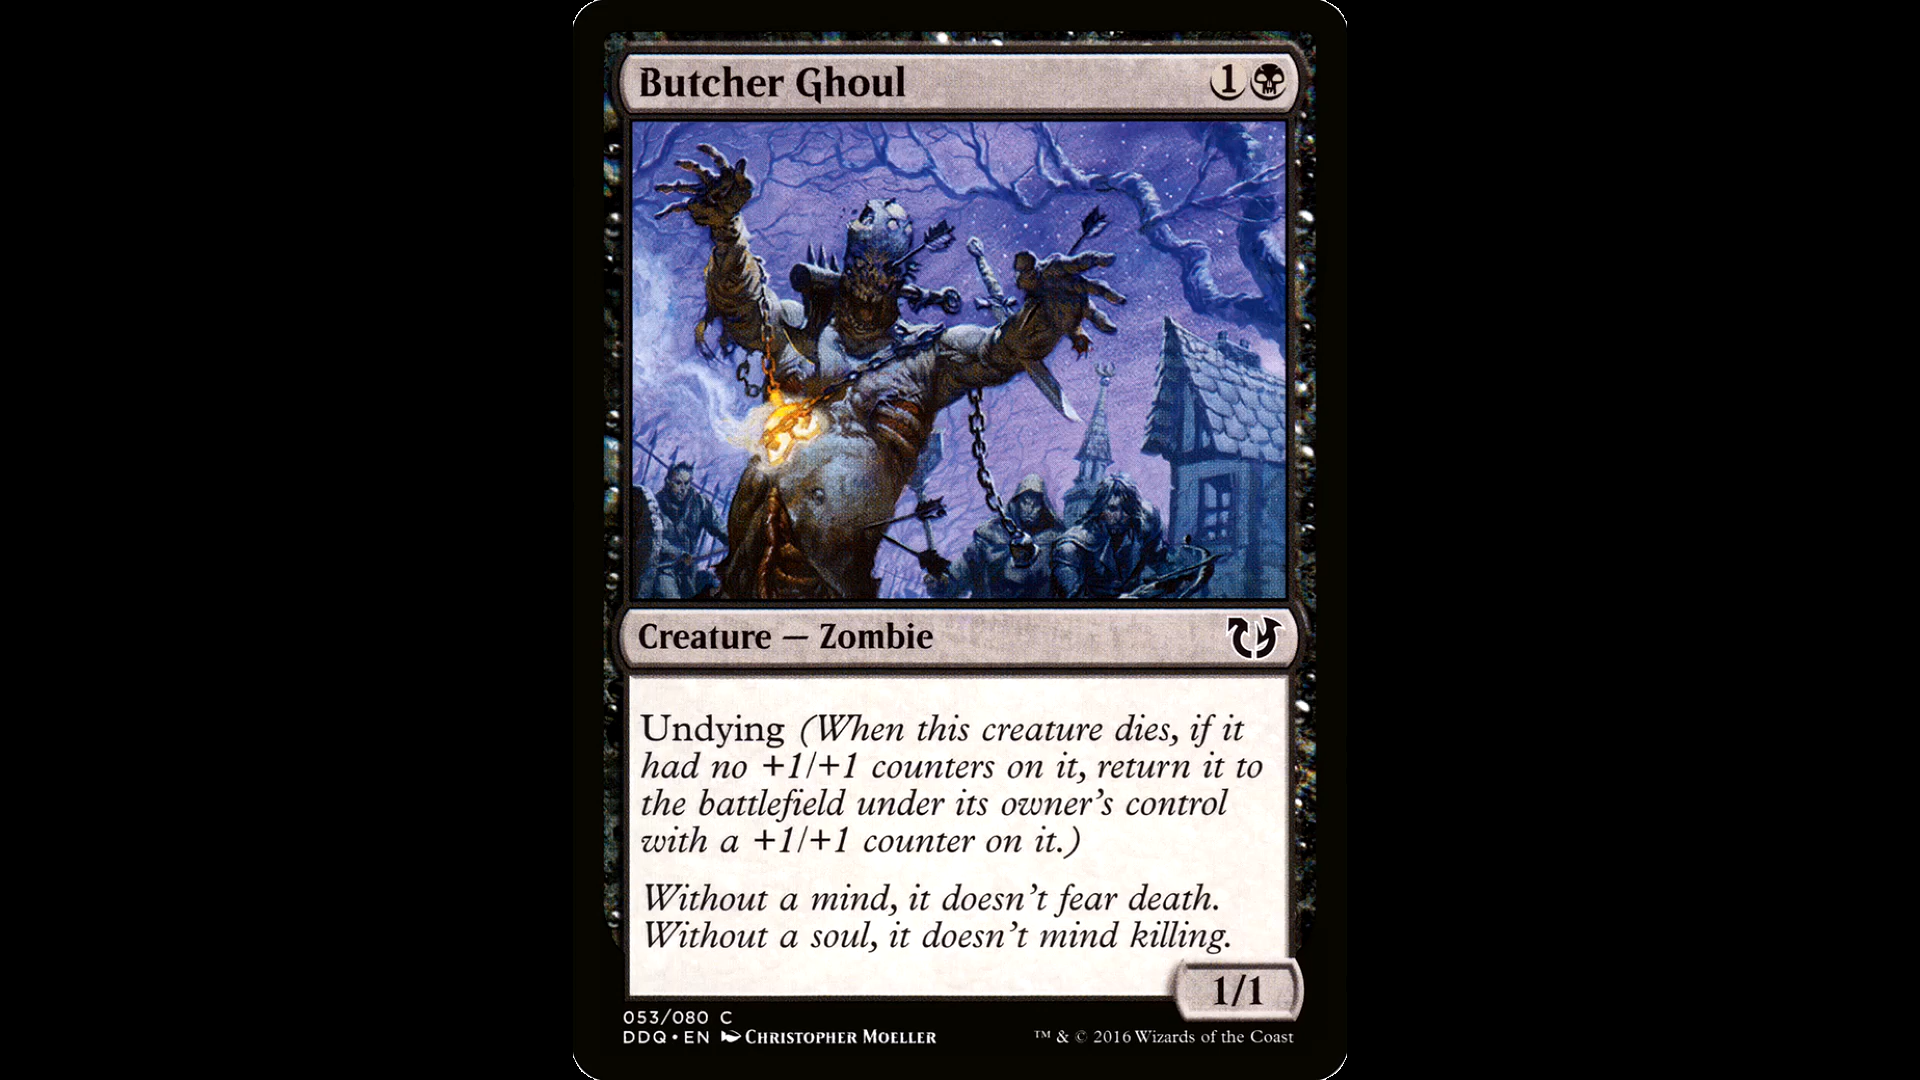 Butcher Ghoul 1
Creature — Zombie
Undying (When this creature dies, if it
had no +1/+1 counters on it, return it to
the battlefield under its owner's control
with a +1/+1 counter on it.)
Without a mind, it doesn't fear death.
Without a soul, it doesn't mind killing.
1/1
053/080 C
DDQ • EN Christopher Moeller
™ & © 2016 Wizards of the Coast